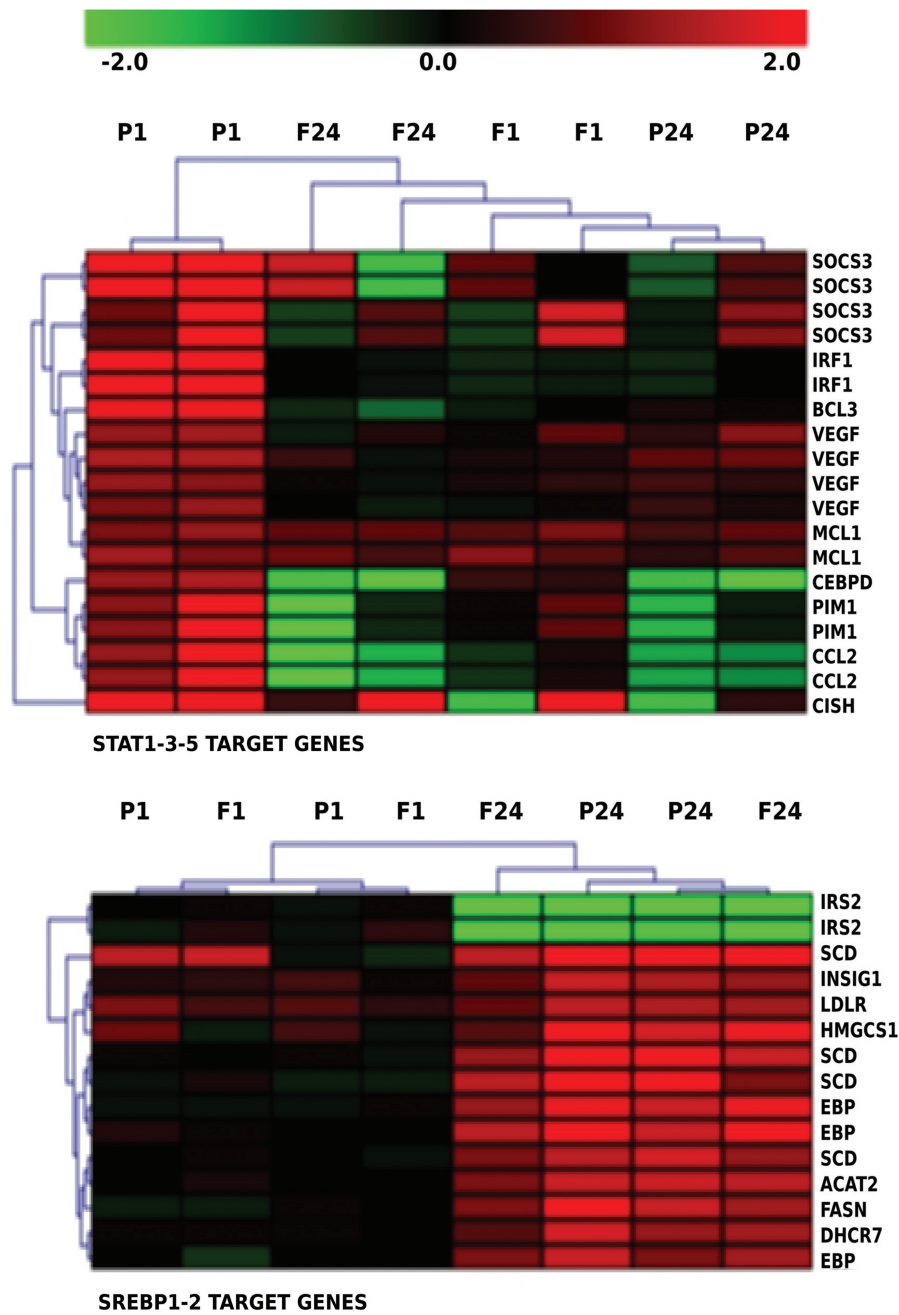 -2.0 0.0 2.0
P1 P1 F24 F24 F1 F1 P24 P24
SOCS3
SOCS3
SOCS3
SOCS3
IRF1
IRF1
BCL3
VEGF
VEGF
VEGF
VEGF
MCL1
MCL1
CEBPD
PIM1
PIM1
CCL2
CCL2
CISH
STAT1-3-5 TARGET GENES
P1 F1 P1 F1 F24 P24 P24 F24
IRS2
IRS2
SCD
INSIG1
LDLR
HMGCS1
SCD
SCD
EBP
EBP
SCD
ACAT2
FASN
DHCR7
EBP
SREBP1-2 TARGET GENES